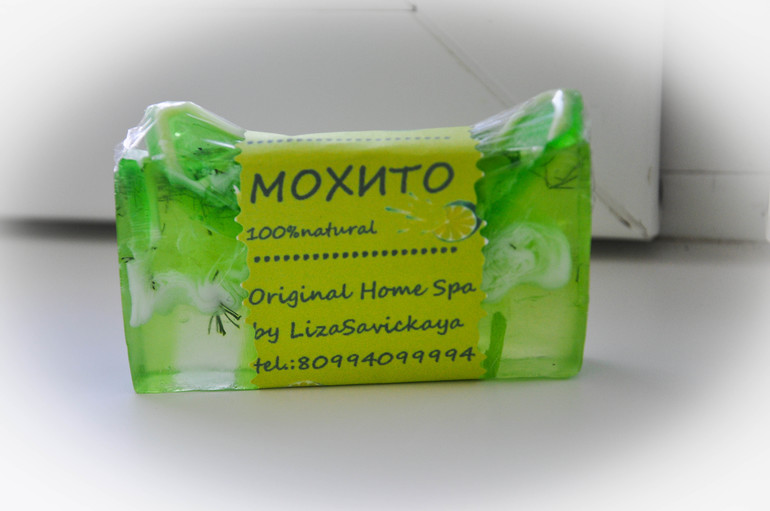 МОХИТО
100%natural
Original Home Spa
by LizaSavickaya
tel.:80994099994